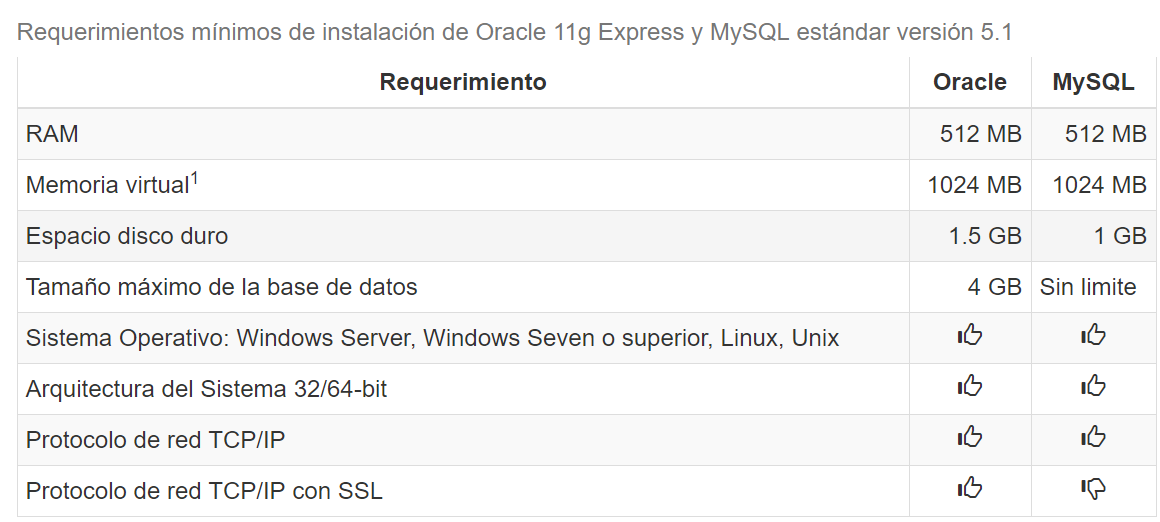 Requerimientos mínimos de instalación de Oracle 11g Express y MySQL estándar versión 5.1
Requerimiento Oracle MySQL
RAM 512 MB 512 MB
Memoria virtual1 1024 MB 1024 MB
Espacio disco duro 1.5 GB 1 GB
Tamaño máximo de la base de datos 4 GB Sin limite
Sistema Operativo: Windows Server, Windows Seven o superior, Linux, Unix
Arquitectura del Sistema 32/64-bit
Protocolo de red TCP/IP
Protocolo de red TCP/IP con SSL